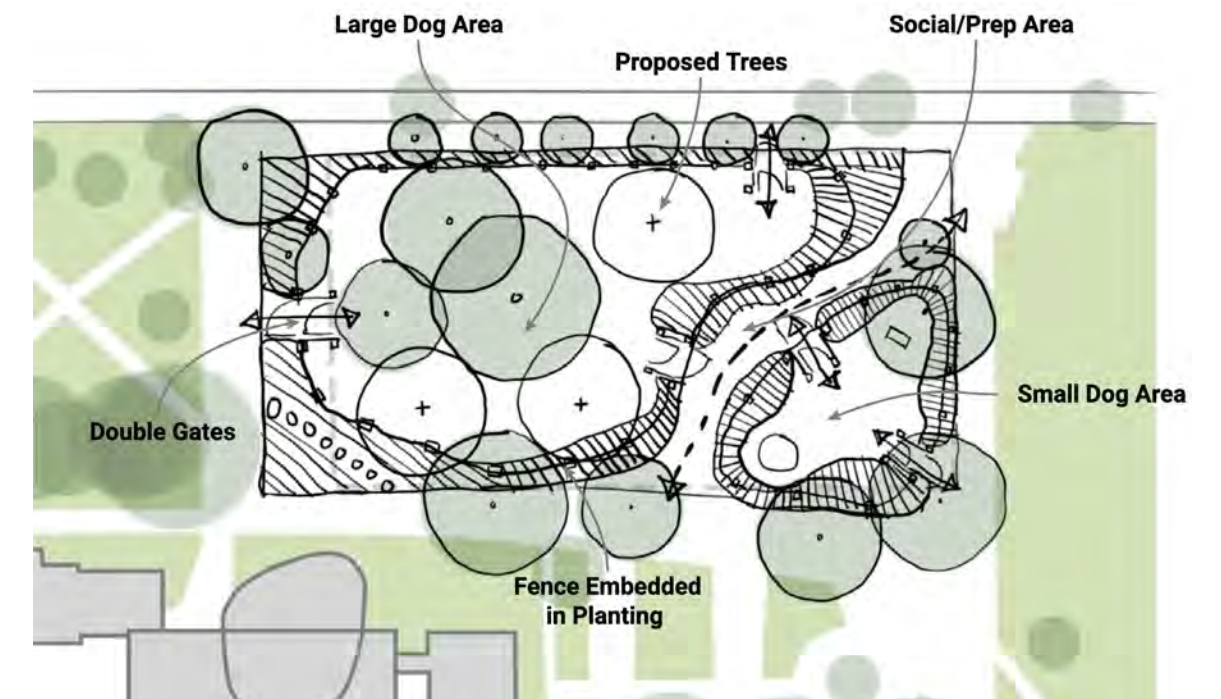 Large Dog Area
Social/Prep Area
Proposed Trees
Small Dog Area
Double Gates
Fence Embedded
in Planting